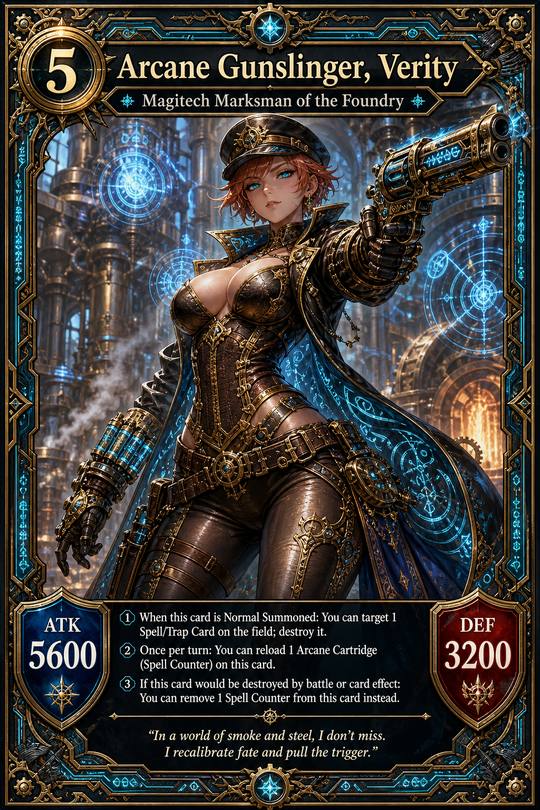 5
Arcane Gunslinger, Verity
Magitech Marksman of the Foundry
ATK
5600
1 When this card is Normal Summoned: You can target 1
Spell/Trap Card on the field; destroy it.
2 Once per turn: You can reload 1 Arcane Cartridge
(Spell Counter) on this card.
3 If this card would be destroyed by battle or card effect:
You can remove 1 Spell Counter from this card instead.
DEF
3200
“In a world of smoke and steel, I don’t miss.
I recalibrate fate and pull the trigger.”